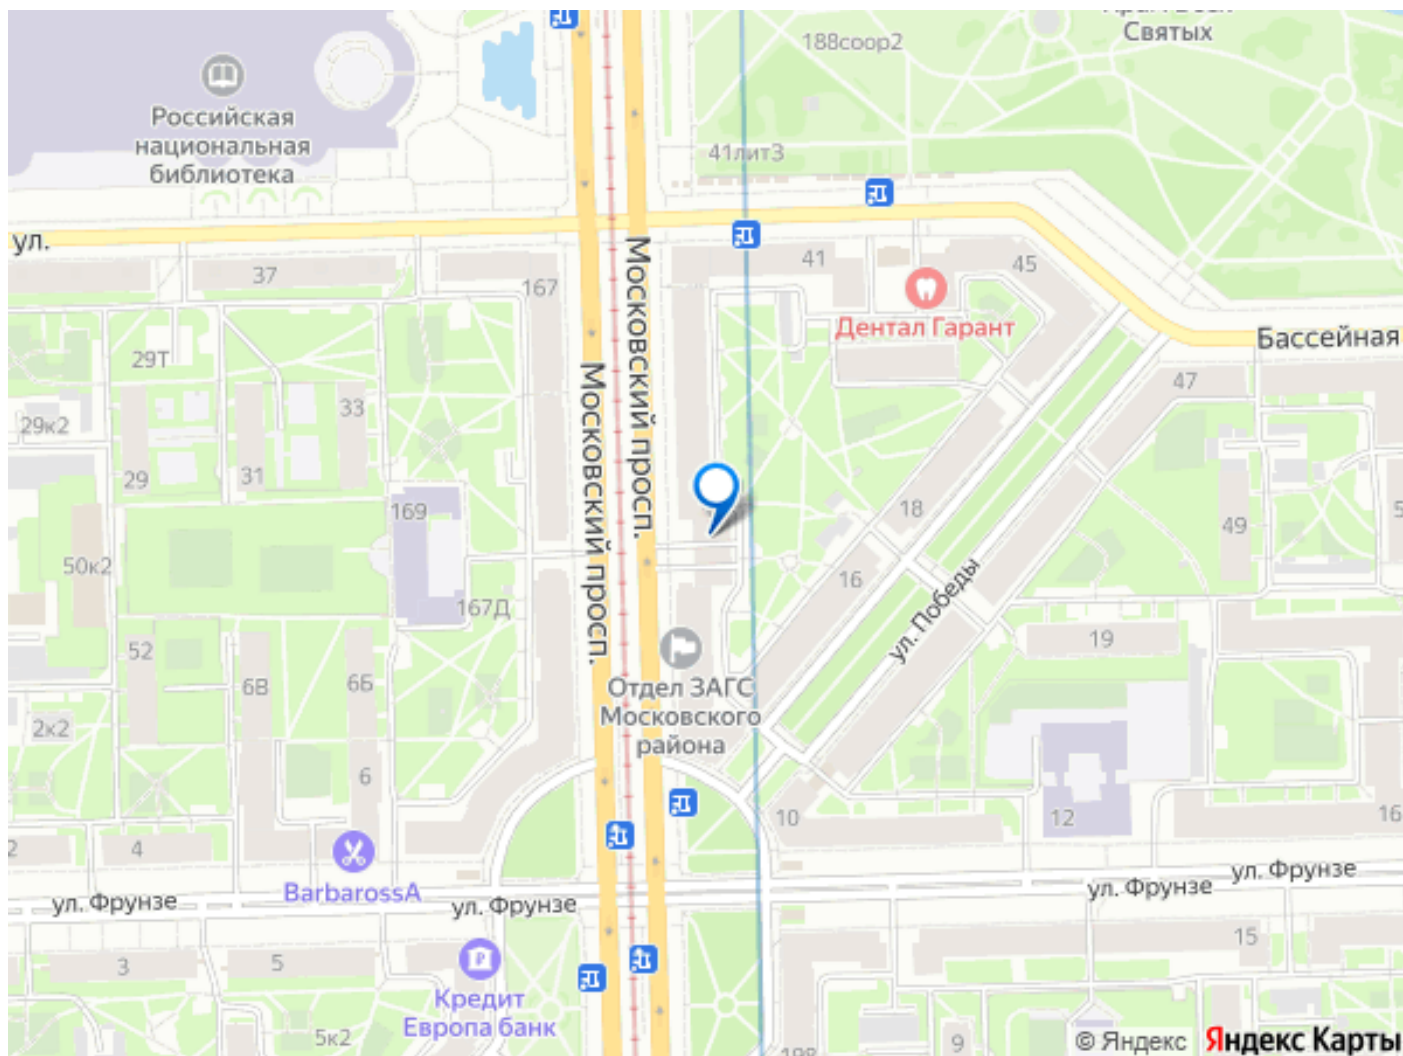 Святых
188соор2
Российская
национальная
библиотека
41лит3
ул.
37
167
Московский просп.
Московский просп.
41
45
Дентал Гарант
Бассейная
29Т
33
47
29к2
29
31
169
18
49
50к2
16
167Д
ул. Победы
52
6В
6Б
19
Отдел ЗАГС
Московского
района
2к2
6
10
12
16
2
4
BarbarossA
ул. Фрунзе
ул. Фрунзе
ул. Фрунзе
ул. Фрунзе
3
5
15
Кредит
Европа банк
5к2
9
© Яндекс
Яндекс Карты